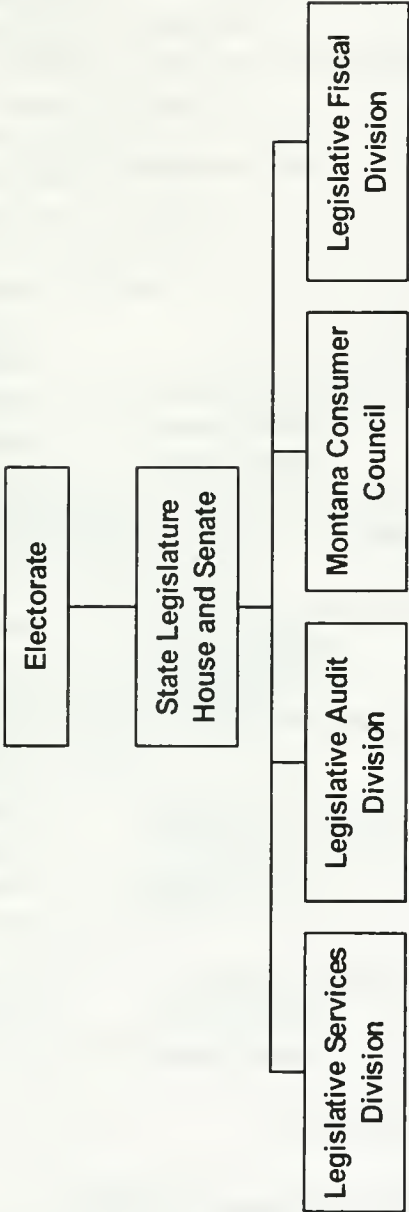 Electorate
State Legislature
House and Senate
Legislative Services
Division
Legislative Audit
Division
Montana Consumer
Council
Legislative Fiscal
Division